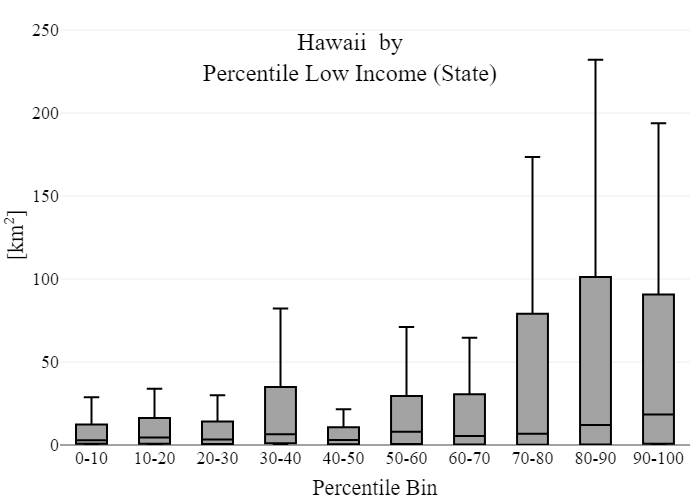 Hawaii by
Percentile Low Income (State)
250
200
150
100
50
0
[km²]
0-10 10-20 20-30 30-40 40-50 50-60 60-70 70-80 80-90 90-100
Percentile Bin